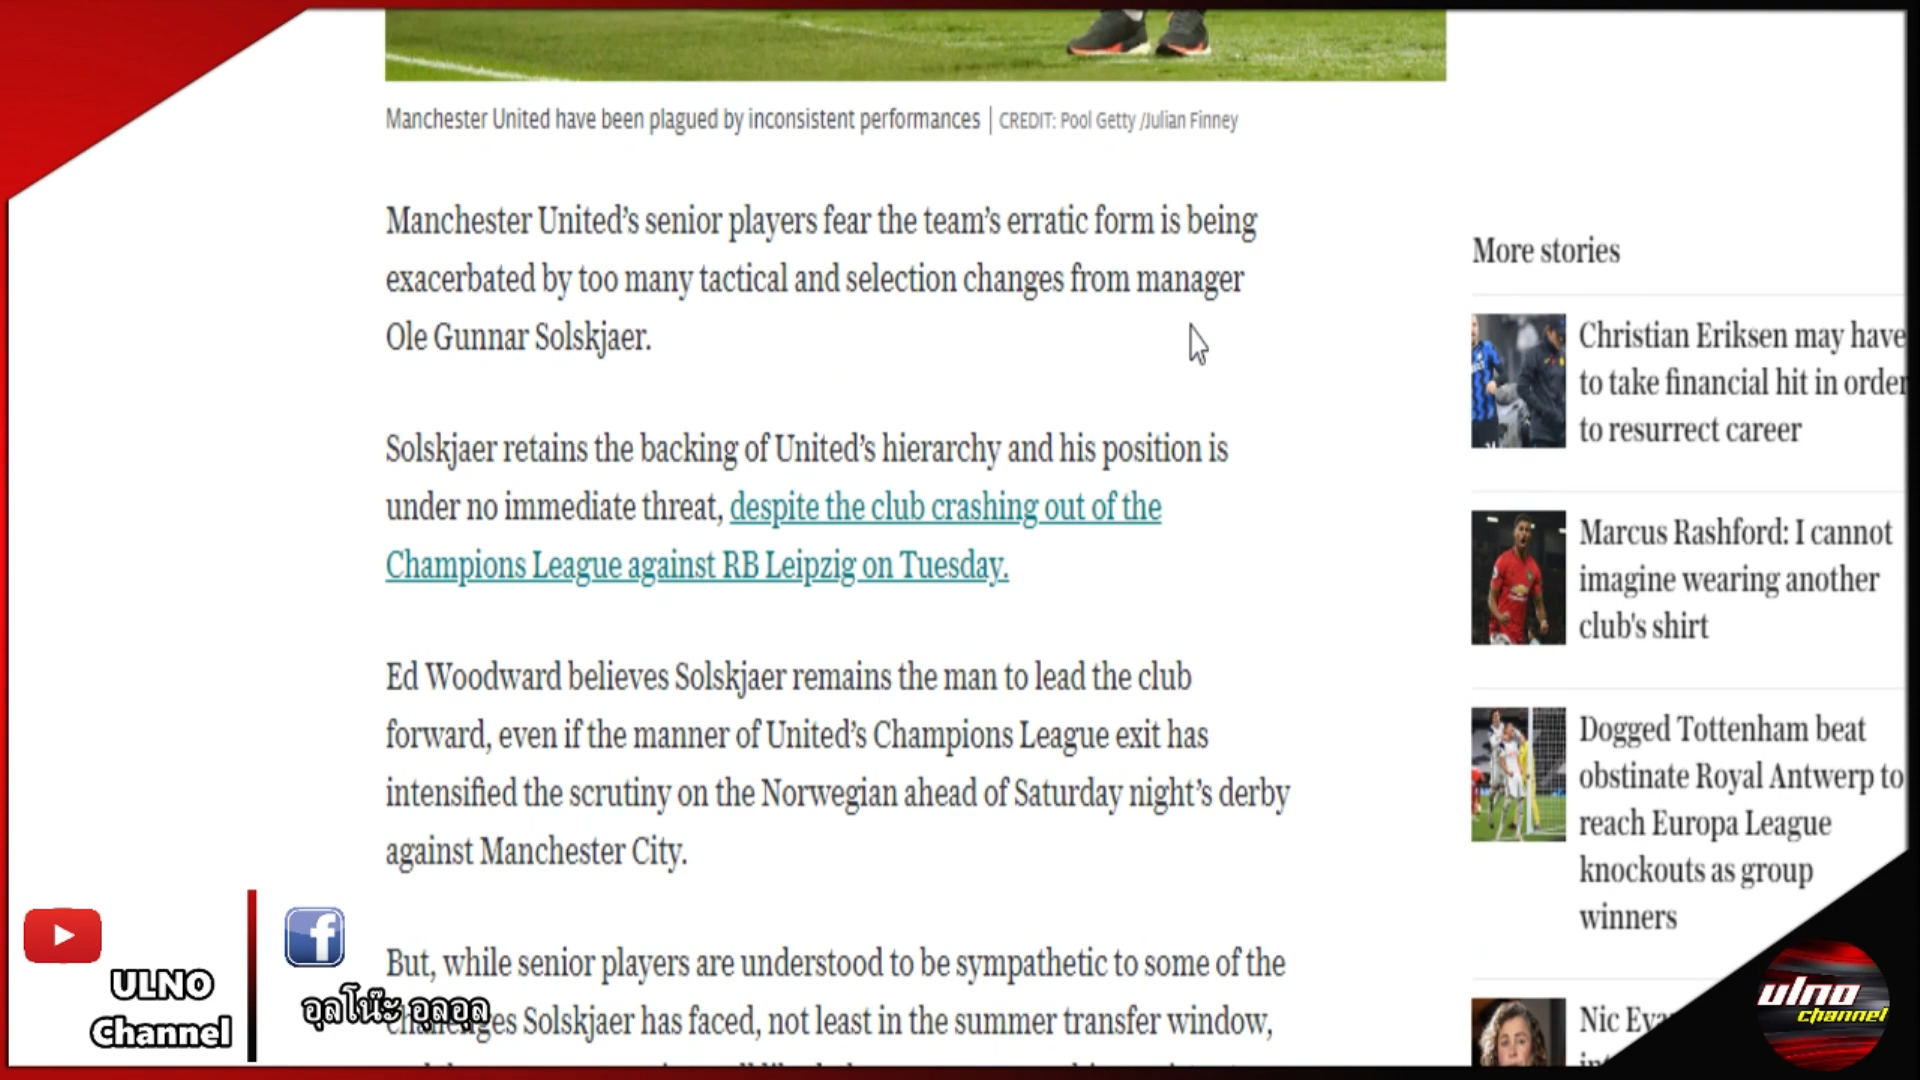 Manchester United have been plagued by inconsistent performances | CREDIT: Pool Getty /Julian Finney
Manchester United’s senior players fear the team’s erratic form is being
exacerbated by too many tactical and selection changes from manager
Ole Gunnar Solskjaer.
Solskjaer retains the backing of United’s hierarchy and his position is
under no immediate threat, despite the club crashing out of the
Champions League against RB Leipzig on Tuesday.
Ed Woodward believes Solskjaer remains the man to lead the club
forward, even if the manner of United’s Champions League exit has
intensified the scrutiny on the Norwegian ahead of Saturday night’s derby
against Manchester City.
But, while senior players are understood to be sympathetic to some of the
challenges Solskjaer has faced, not least in the summer transfer window,
More stories
Christian Eriksen may have
to take financial hit in order
to resurrect career
Marcus Rashford: I cannot
imagine wearing another
club's shirt
Dogged Tottenham beat
obstinate Royal Antwerp to
reach Europa League
knockouts as group
winners
Nic
ULNO
Channel
อุลโน๊ะ อูลอุล
ulno
channel